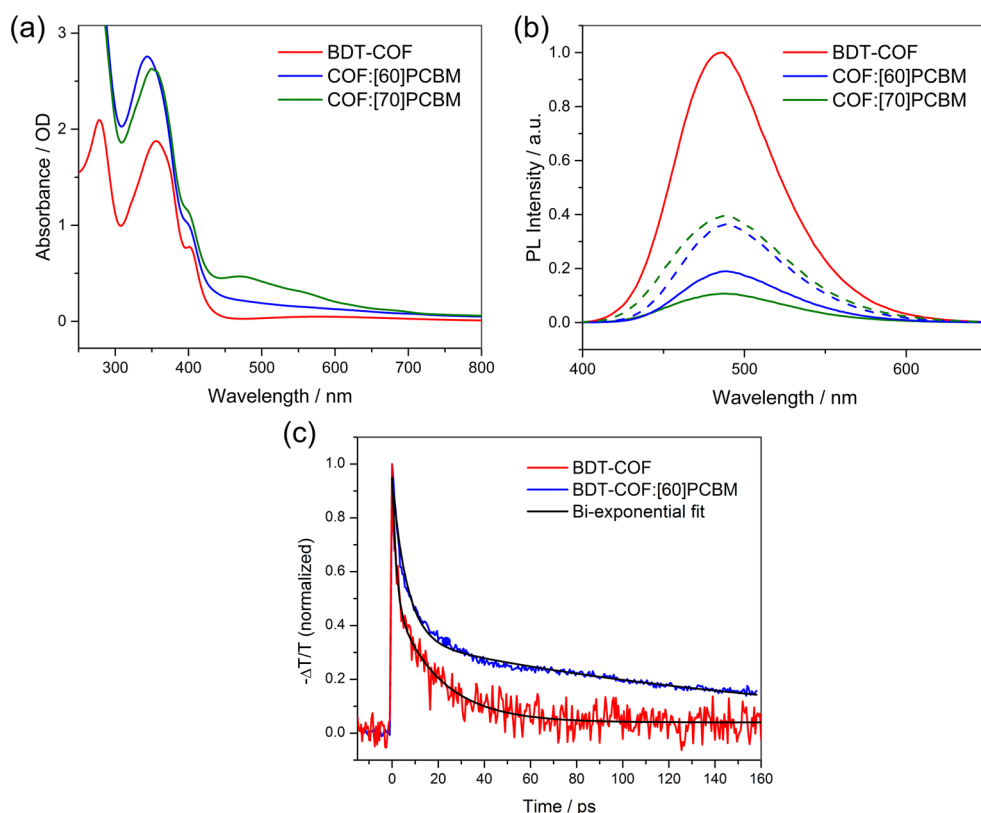 (a)
BDT-COF
COF:[60]PCBM
COF:[70]PCBM
Absorbance / OD
3
2
1
0
300 400 500 600 700 800
Wavelength / nm
(b)
BDT-COF
COF:[60]PCBM
COF:[70]PCBM
PL Intensity / a.u.
1.0
0.8
0.6
0.4
0.2
0.0
400 500 600
Wavelength / nm
(c)
BDT-COF
BDT-COF:[60]PCBM
Bi-exponential fit
-ΔT/T (normalized)
1.0
0.8
0.6
0.4
0.2
0.0
0 20 40 60 80 100 120 140 160
Time / ps